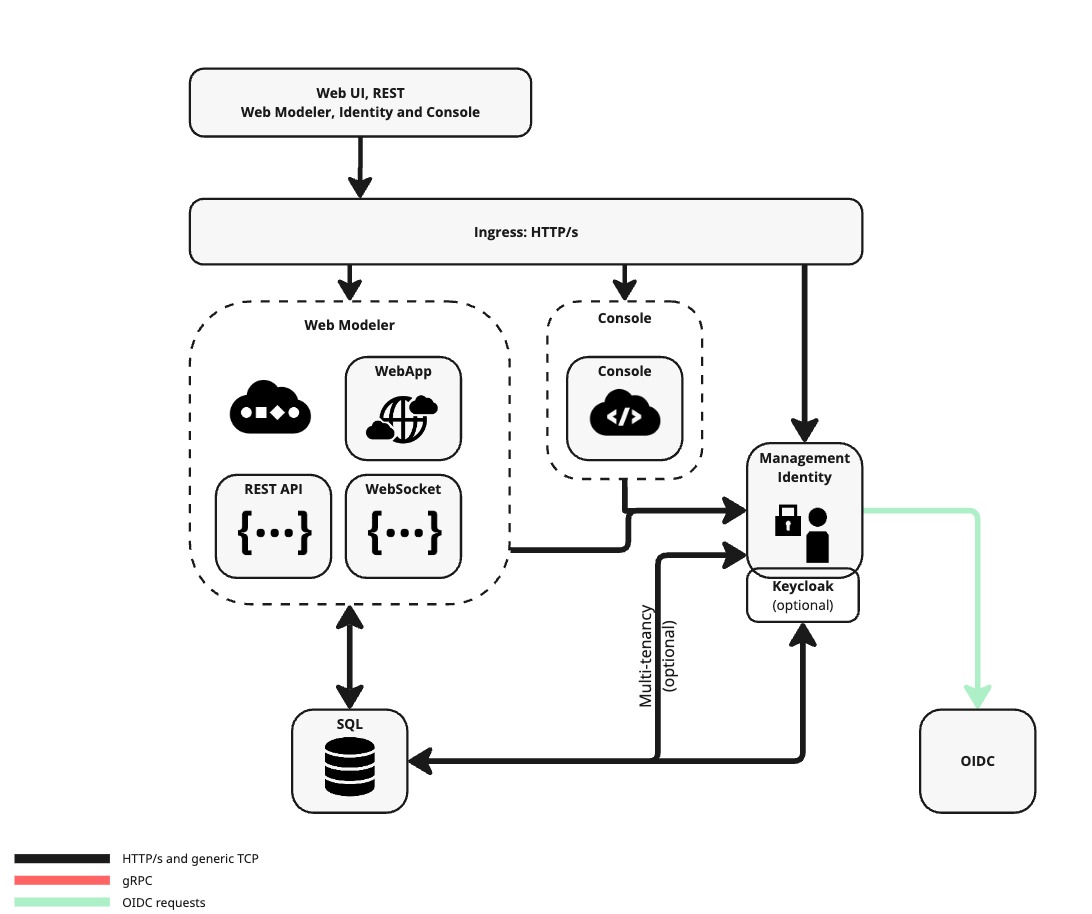 Web UI, REST
Web Modeler, Identity and Console
Ingress: HTTP/s
Web Modeler
WebApp
REST API
WebSocket
Console
Console
Management
Identity
Keycloak
(optional)
Multi-tenancy
(optional)
SQL
OIDC
HTTP/s and generic TCP
gRPC
OIDC requests